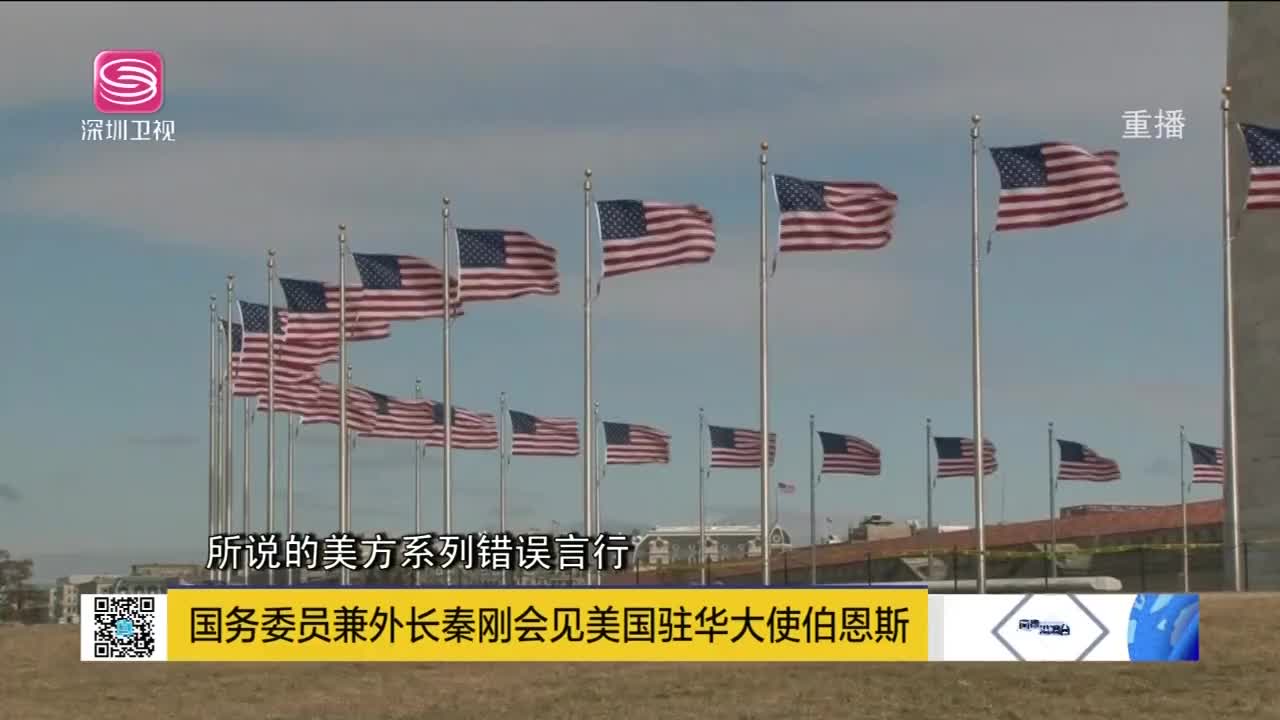 深圳卫视
重播
所说的美方系列错误言行
国务委员兼外长秦刚会见美国驻华大使伯恩斯